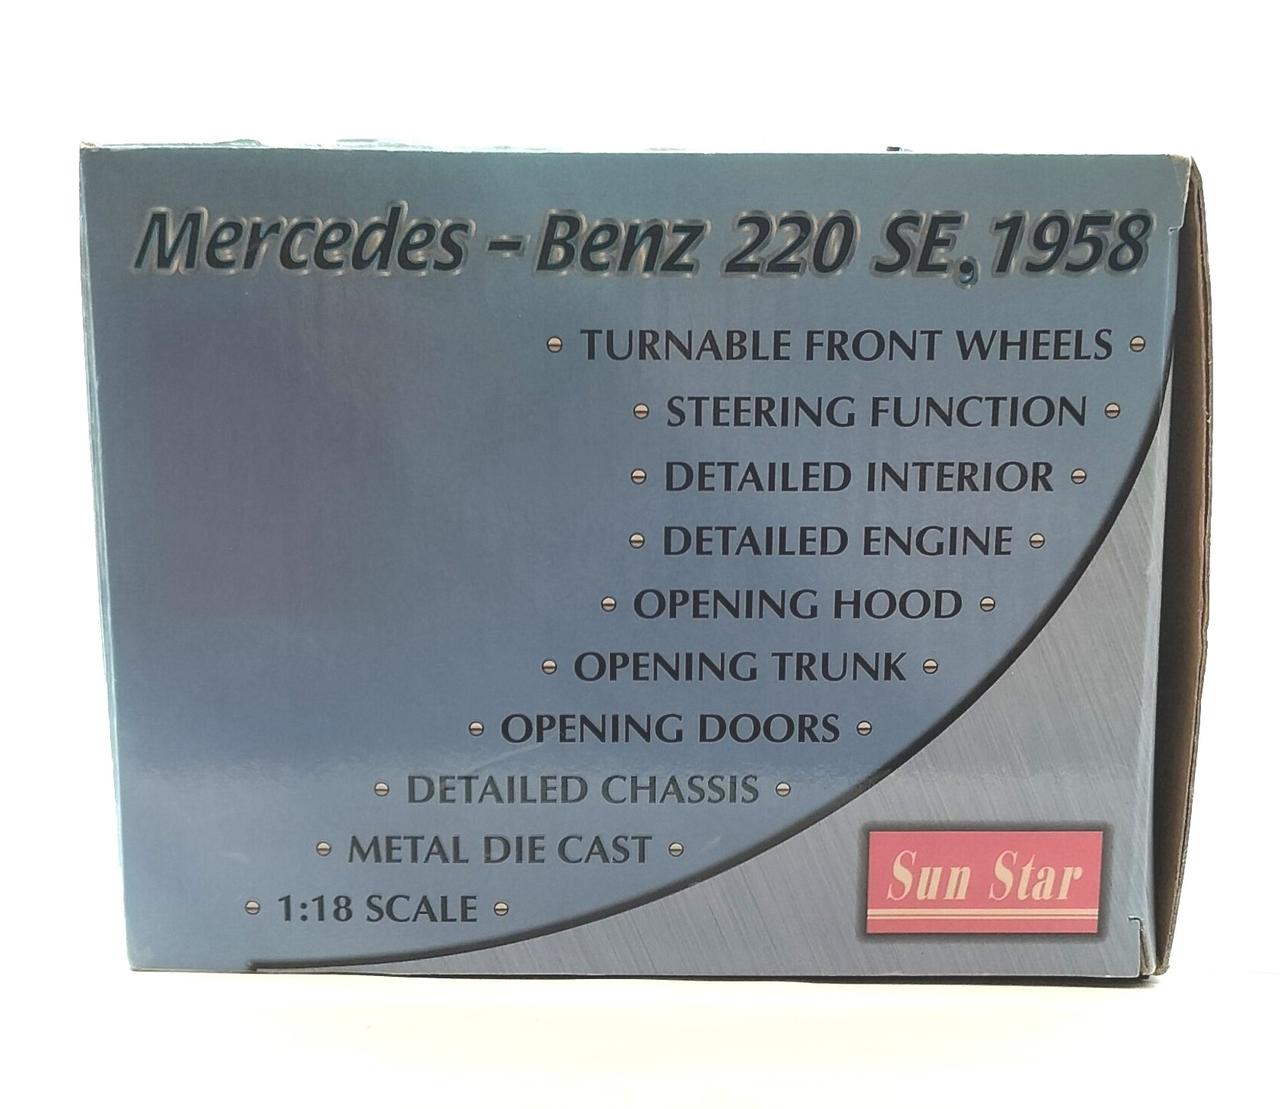 Mercedes - Benz 220 SE, 1958
• TURNABLE FRONT WHEELS •
• STEERING FUNCTION •
• DETAILED INTERIOR •
• DETAILED ENGINE •
• OPENING HOOD •
• OPENING TRUNK •
• OPENING DOORS •
• DETAILED CHASSIS •
• METAL DIE CAST •
• 1:18 SCALE •
Sun Star